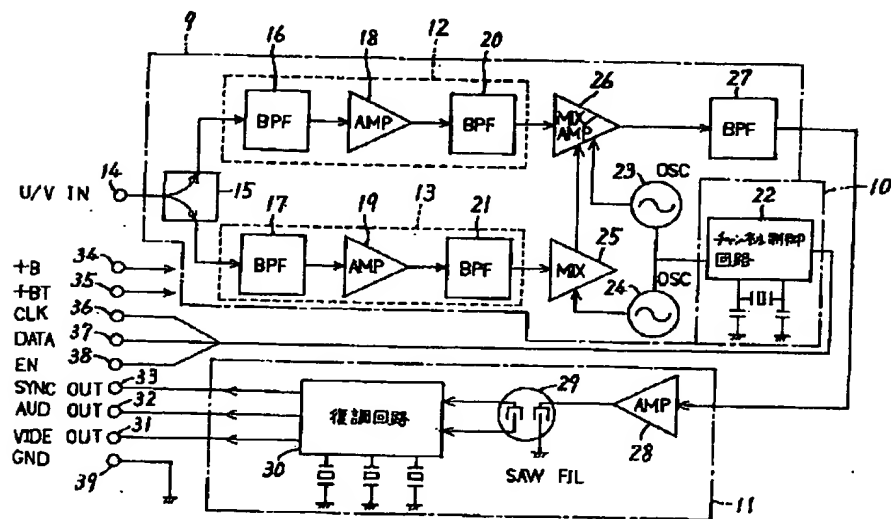 9
16
18
12
20
26
27
BPF
AMP
BPF
MIX
AMP
BPF
U/V IN
14
15
23
OSC
10
22
チャンネル制御
回路
17
19
13
21
25
BPF
AMP
BPF
MIX
24
OSC
+B
34
+BT
35
CLK
36
DATA
37
EN
38
SYNC OUT
33
AUD OUT
32
VIDE OUT
31
GND
39
復調回路
30
29
SAW FIL
AMP
28
11